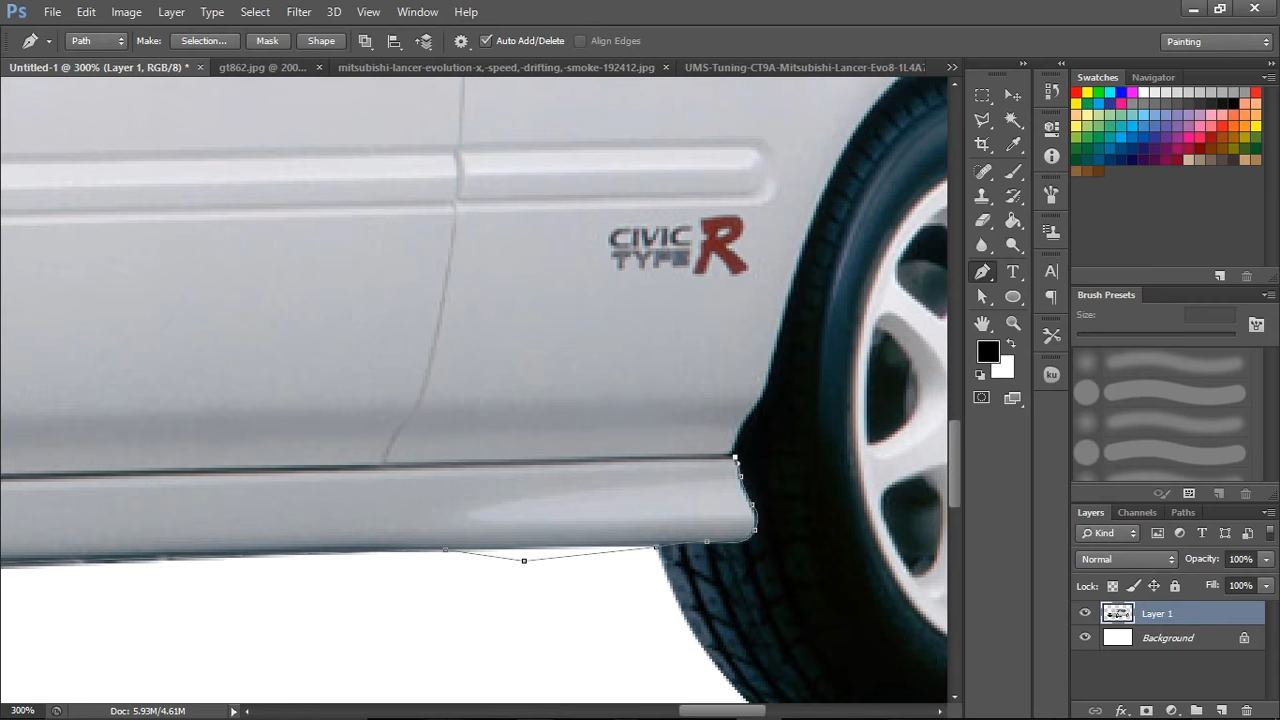 Ps File Edit Image Layer Type Select Filter 3D View Window Help
Path Make: Selection... Mask Shape Auto Add/Delete Align Edges Painting
Untitled-1 @ 300% (Layer 1, RGB/8) * × gt862.jpg @ 200... × mitsubishi-lancer-evolution-x,-speed,-drifting,-smoke-192412.jpg × UMS-Tuning-CT9A-Mitsubishi-Lancer-Evo8-1L4A7
Swatches Navigator
CIVIC
TYPE R
Brush Presets
Size:
Layers Channels Paths
Kind
Normal Opacity: 100%
Lock: Fill: 100%
Layer 1
Background
300% Doc: 5.93M/4.61M
T
A
ku
fx